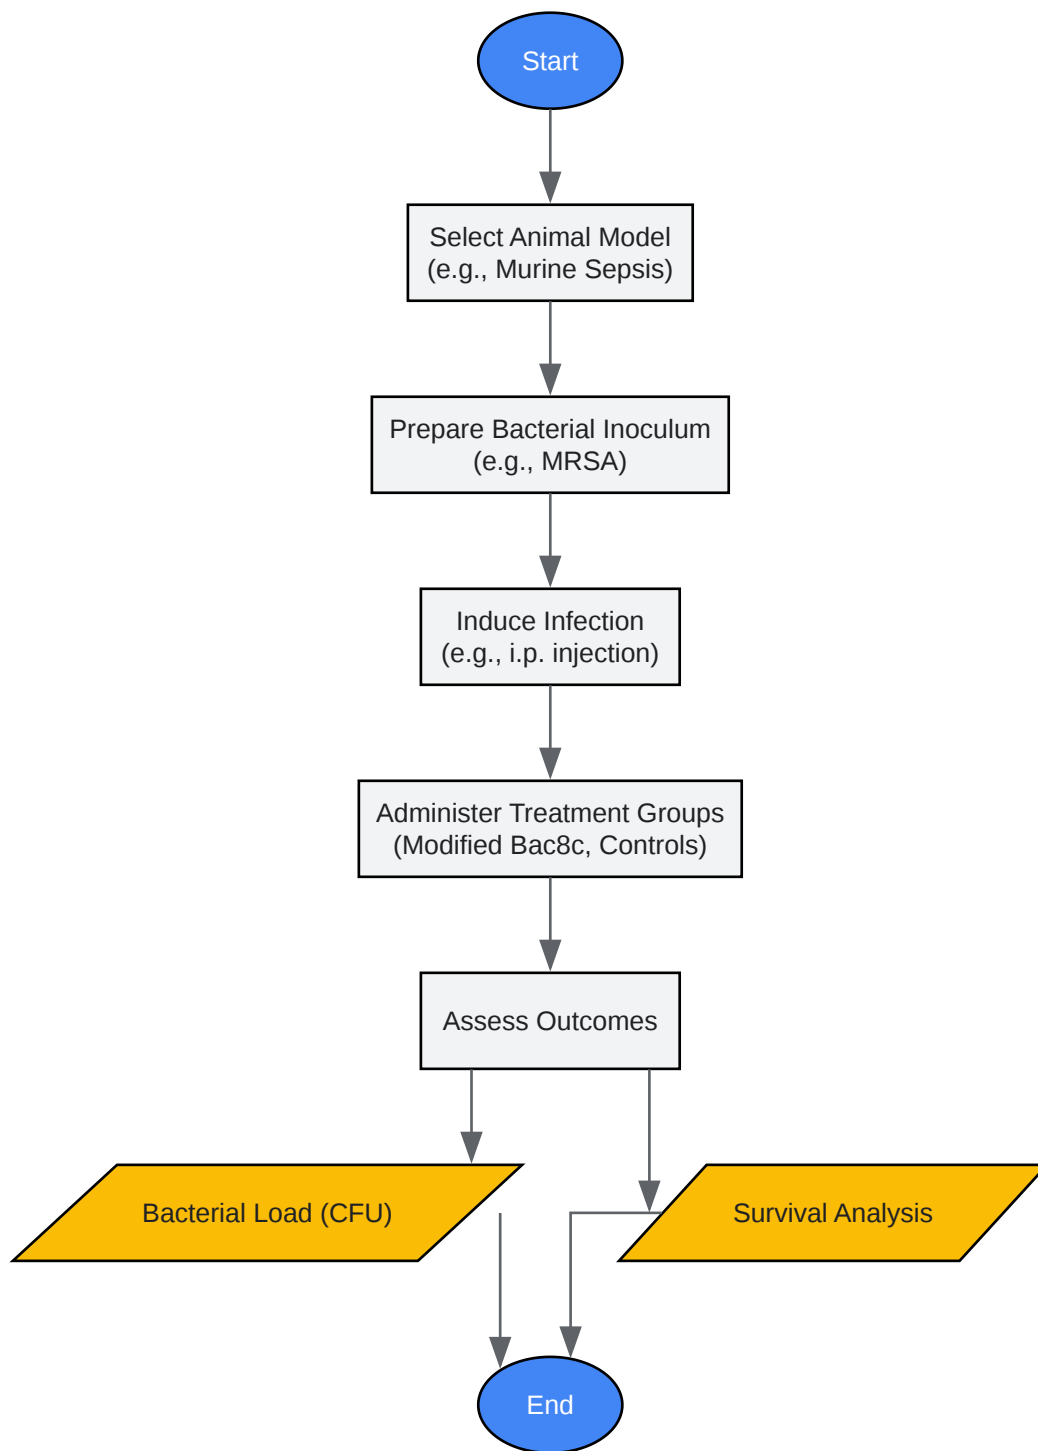 Start
Select Animal Model
(e.g., Murine Sepsis)
Prepare Bacterial Inoculum
(e.g., MRSA)
Induce Infection
(e.g., i.p. injection)
Administer Treatment Groups
(Modified Bac8c, Controls)
Assess Outcomes
Bacterial Load (CFU)
Survival Analysis
End